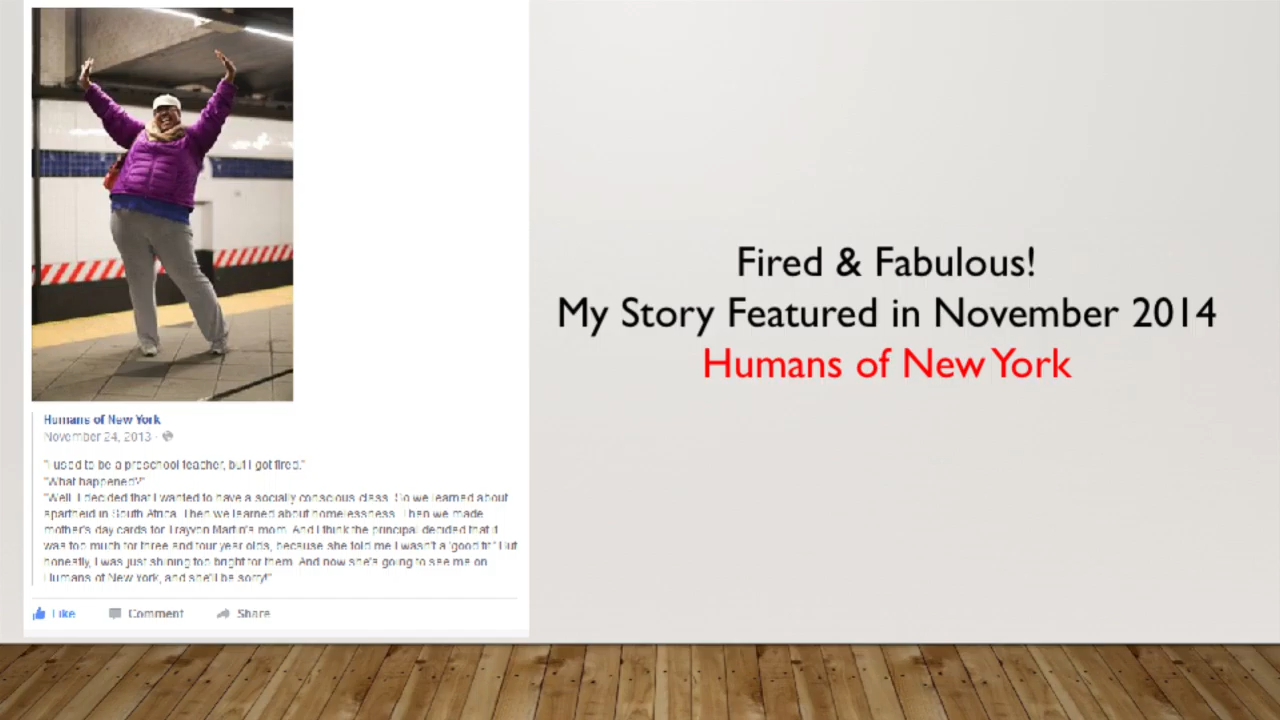 Humans of New York
November 24, 2013 ·
"I used to be a preschool teacher, but I got fired."
"What happened?"
"Well, I decided that I wanted to have a socially conscious class. So we learned about
apartheid in South Africa. Then we learned about homelessness. Then we made
mother's day cards for Trayvon Martin's mom. And I think the principal decided that it
was too much for three and four year olds, because she told me I wasn't a 'good fit.' But
honestly, I was just shining too bright for them. And now she's going to see me on
Humans of New York, and she'll be sorry!"
Like Comment Share
Fired & Fabulous!
My Story Featured in November 2014
Humans of New York